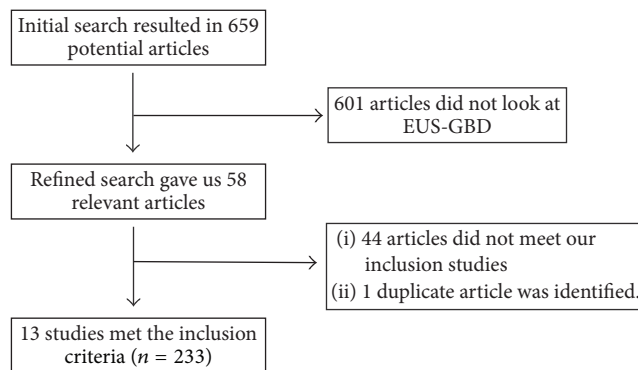 Initial search resulted in 659
potential articles
601 articles did not look at
EUS-GBD
Refined search gave us 58
relevant articles
(i) 44 articles did not meet our
inclusion studies
(ii) 1 duplicate article was identified.
13 studies met the inclusion
criteria (n = 233)